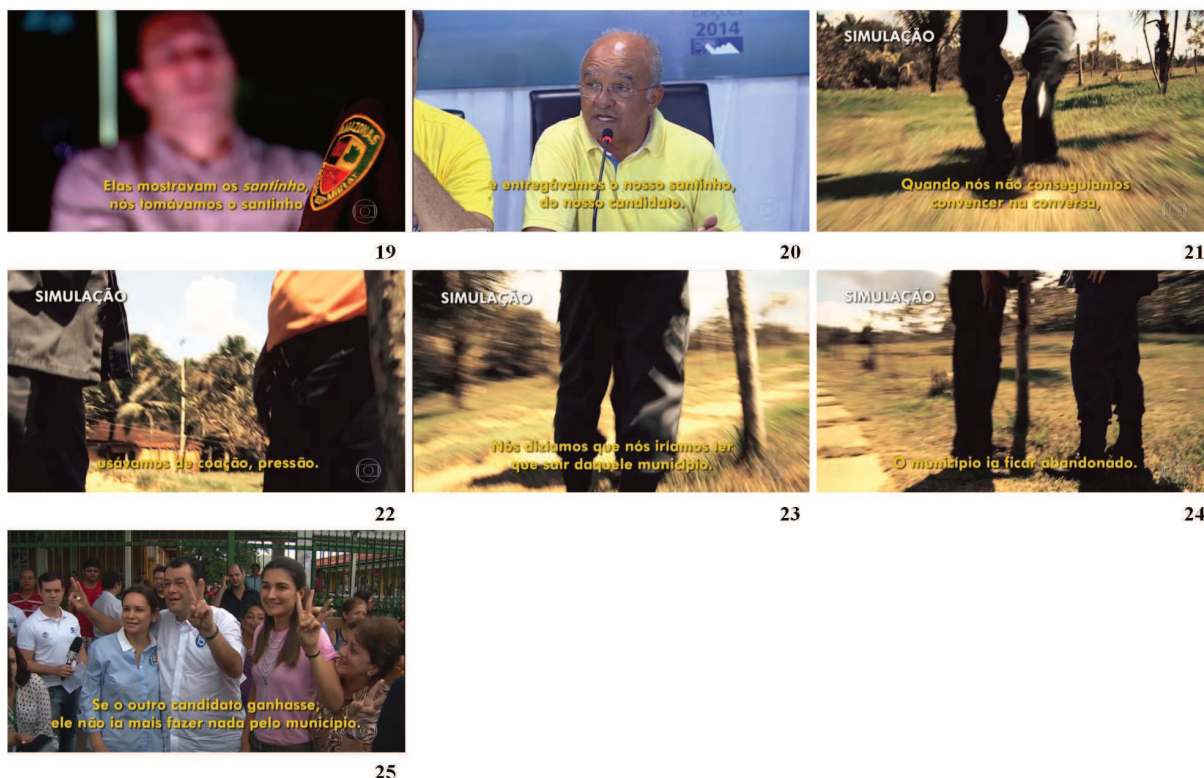 AMAZONAS
Elas mostravam os santinho,
nós tomávamos o santinho
19
2014
e entregávamos o nosso santinho,
do nosso candidato.
20
SIMULAÇÃO
Quando nós não conseguíamos
convencer na conversa,
21
SIMULAÇÃO
usávamos de coação, pressão.
22
SIMULAÇÃO
Nós dizíamos que nós iríamos ter
que sair daquele município.
23
SIMULAÇÃO
O município ia ficar abandonado.
24
Se o outro candidato ganhasse,
ele não ia mais fazer nada pelo município.
25